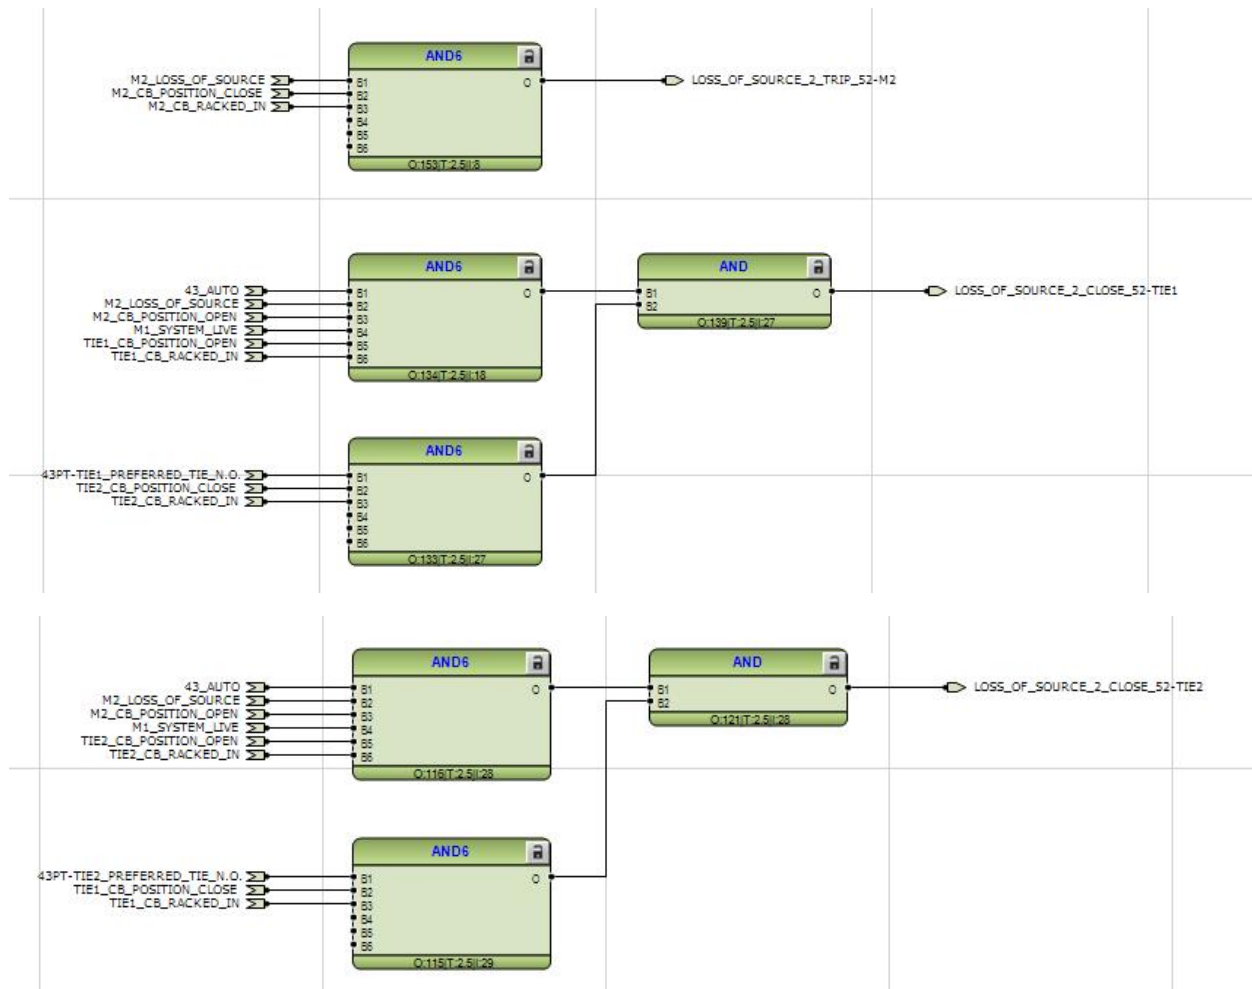 AND6
M2_LOSS_OF_SOURCE
M2_CB_POSITION_CLOSE
M2_CB_RACKED_IN
B1
B2
B3
B4
B5
B6
O
LOSS_OF_SOURCE_2_TRIP_52-M2
O:153|T:2.5|I:8
AND6
43_AUTO
M2_LOSS_OF_SOURCE
M2_CB_POSITION_OPEN
M1_SYSTEM_LIVE
TIE1_CB_POSITION_OPEN
TIE1_CB_RACKED_IN
B1
B2
B3
B4
B5
B6
O
O:134|T:2.5|I:18
AND
B1
B2
O
O:139|T:2.5|I:27
LOSS_OF_SOURCE_2_CLOSE_52-TIE1
AND6
43PT-TIE1_PREFERRED_TIE_N.O.
TIE2_CB_POSITION_CLOSE
TIE2_CB_RACKED_IN
B1
B2
B3
B4
B5
B6
O
O:133|T:2.5|I:27
AND6
43_AUTO
M2_LOSS_OF_SOURCE
M2_CB_POSITION_OPEN
M1_SYSTEM_LIVE
TIE2_CB_POSITION_OPEN
TIE2_CB_RACKED_IN
B1
B2
B3
B4
B5
B6
O
O:116|T:2.5|I:28
AND
B1
B2
O
O:121|T:2.5|I:28
LOSS_OF_SOURCE_2_CLOSE_52-TIE2
AND6
43PT-TIE2_PREFERRED_TIE_N.O.
TIE1_CB_POSITION_CLOSE
TIE1_CB_RACKED_IN
B1
B2
B3
B4
B5
B6
O
O:115|T:2.5|I:29